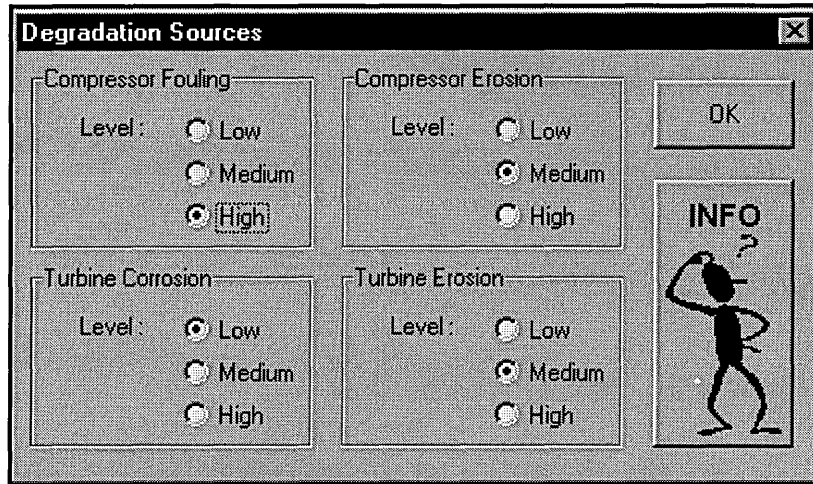 Degradation Sources
Compressor Fouling
Level :
Low
Medium
High
Compressor Erosion
Level :
Low
Medium
High
OK
INFO
?
Turbine Corrosion
Level :
Low
Medium
High
Turbine Erosion
Level :
Low
Medium
High